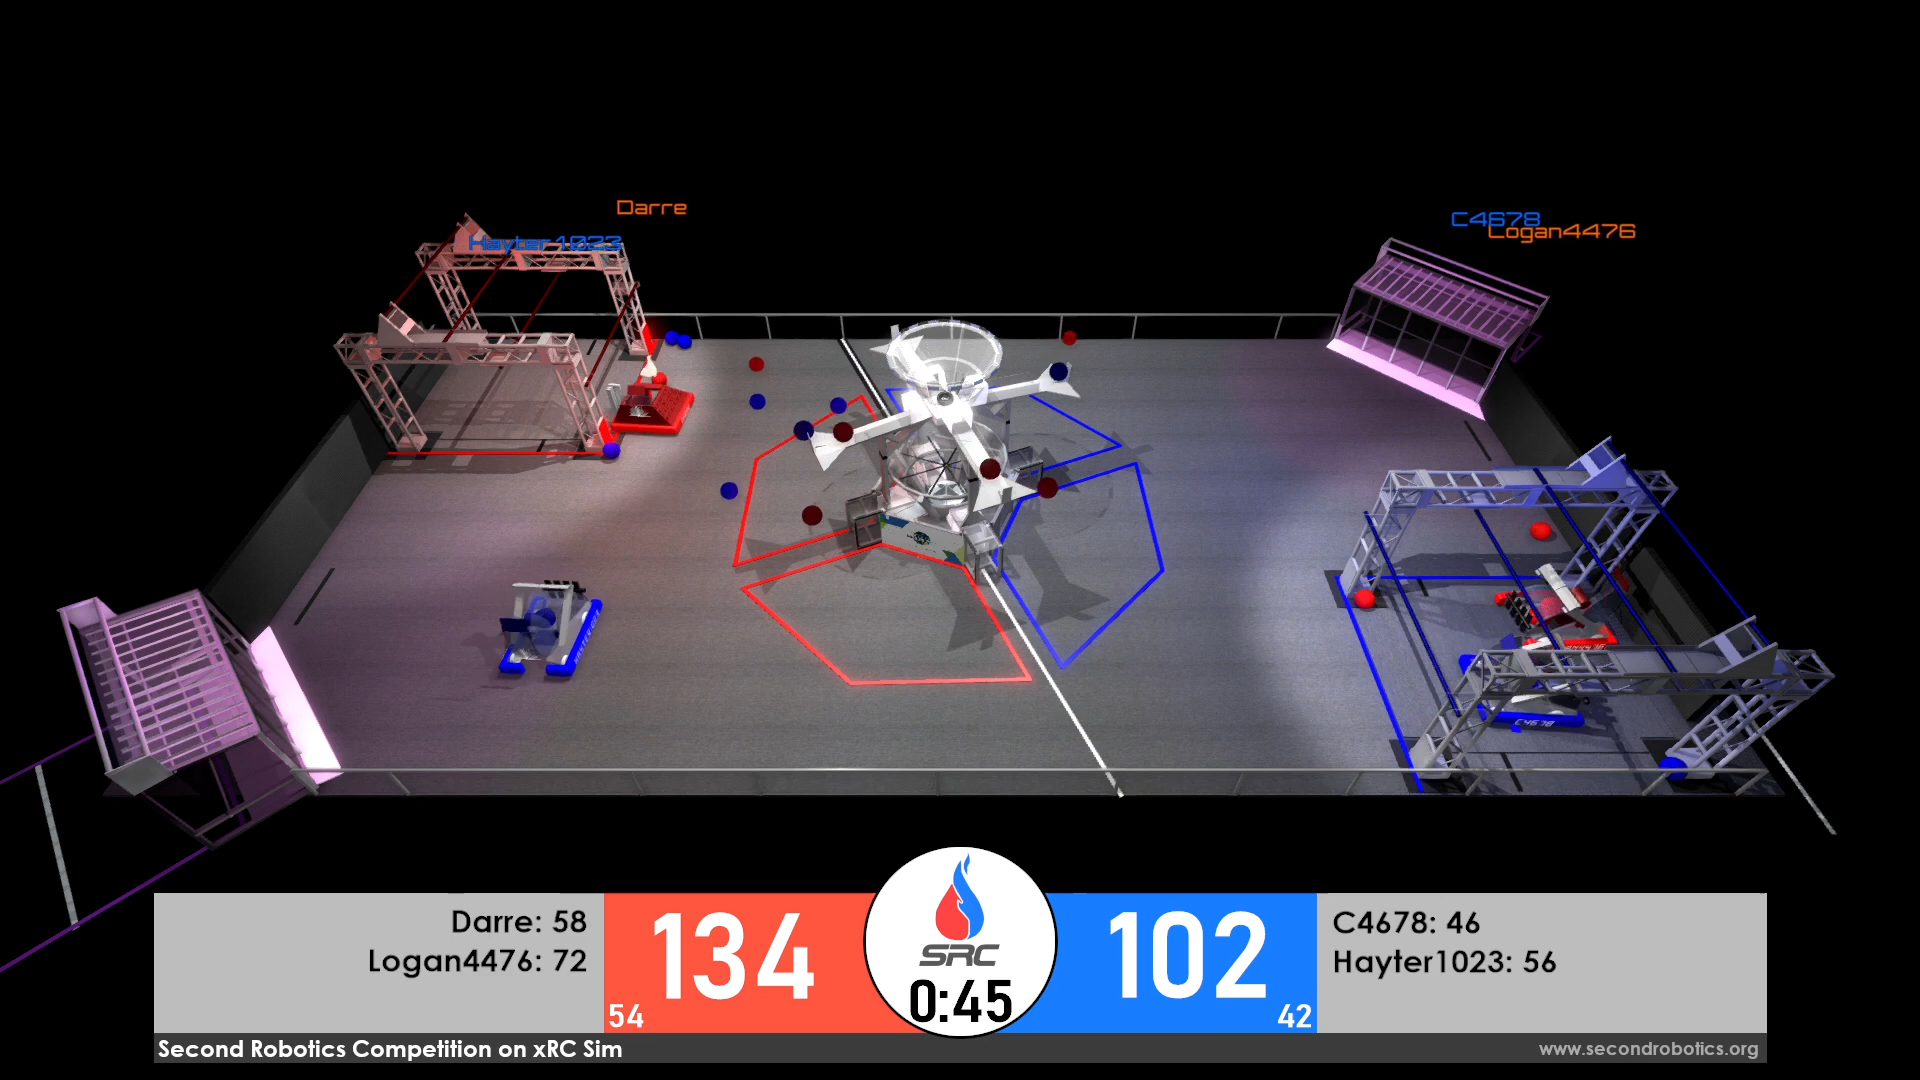 Darre
Hayter1023
C4678
Logan4476
C4678
Darre: 58
Logan4476: 72
134
54
SRC
0:45
102
42
C4678: 46
Hayter1023: 56
Second Robotics Competition on xRC Sim
www.secondrobotics.org